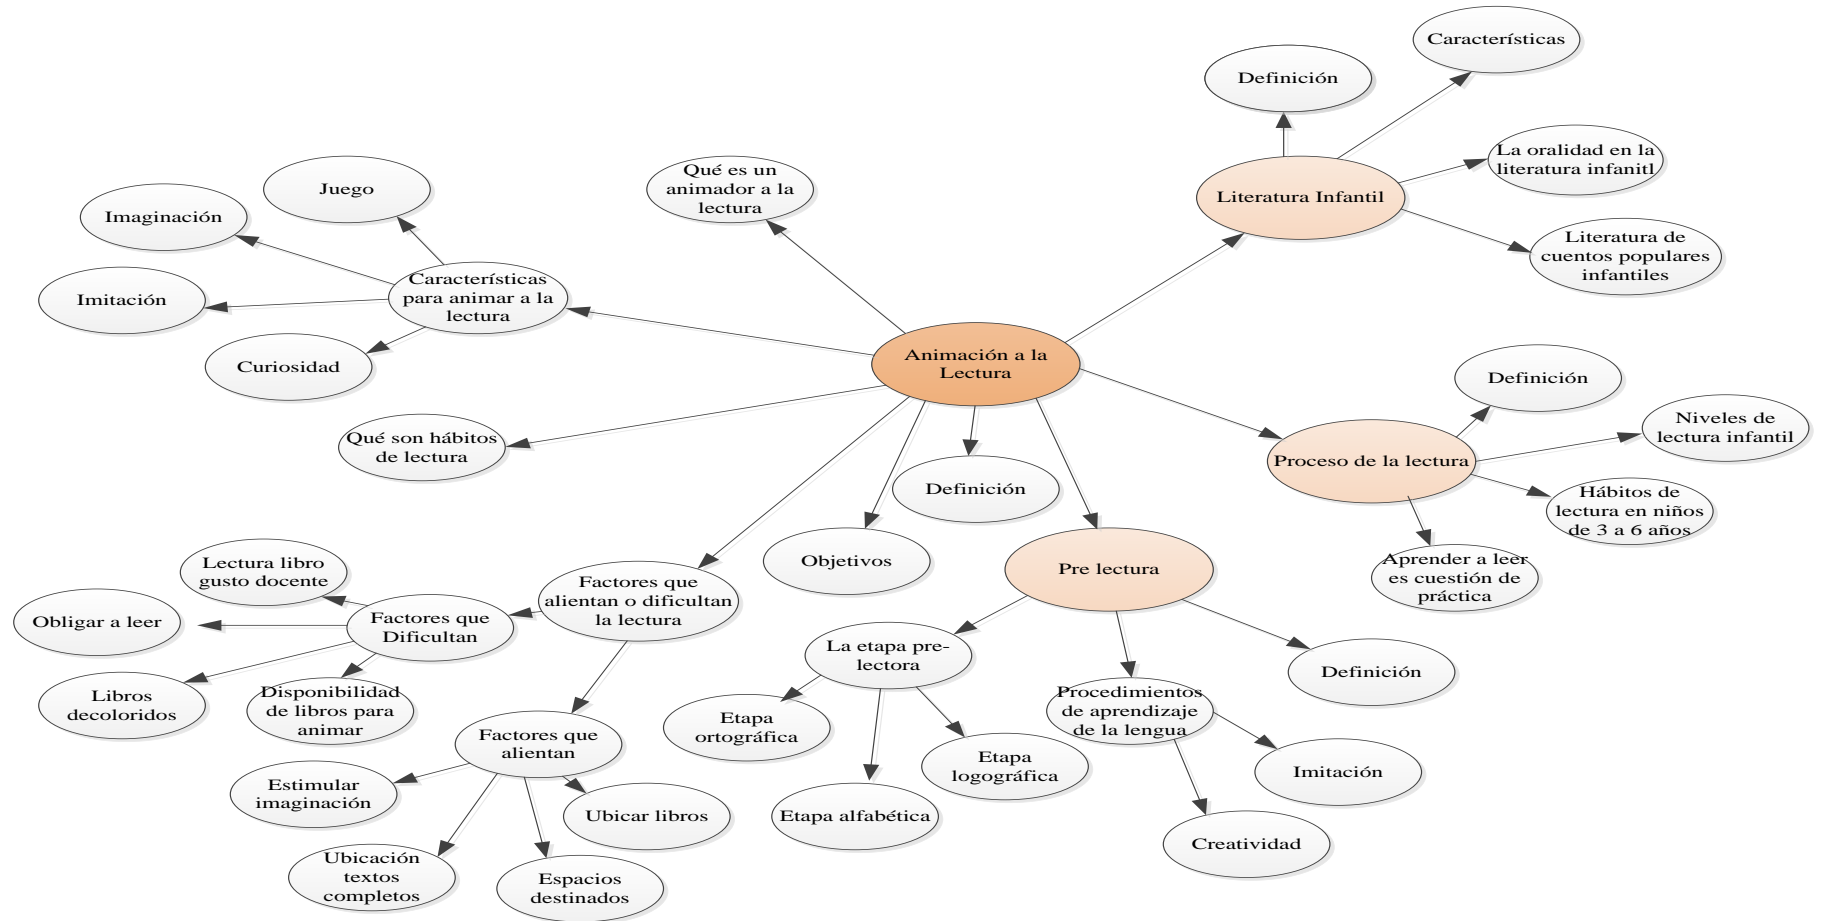 Características
Definición
La oralidad en la
literatura infanitl
Literatura Infantil
Literatura de
cuentos populares
infantiles
Qué es un
animador a la
lectura
Juego
Imaginación
Imitación
Características
para animar a la
lectura
Curiosidad
Animación a la
Lectura
Definición
Niveles de
lectura infantil
Proceso de la lectura
Hábitos de
lectura en niños
de 3 a 6 años
Aprender a leer
es cuestión de
práctica
Qué son hábitos
de lectura
Definición
Objetivos
Pre lectura
Factores que
alientan o dificultan
la lectura
Lectura libro
gusto docente
Obligar a leer
Factores que
Dificultan
Libros
decoloridos
Disponibilidad
de libros para
animar
La etapa pre-
lectora
Definición
Procedimientos
de aprendizaje
de la lengua
Etapa
ortográfica
Etapa
logográfica
Etapa alfabética
Imitación
Creatividad
Factores que
alientan
Estimular
imaginación
Ubicar libros
Ubicación
textos
completos
Espacios
destinados